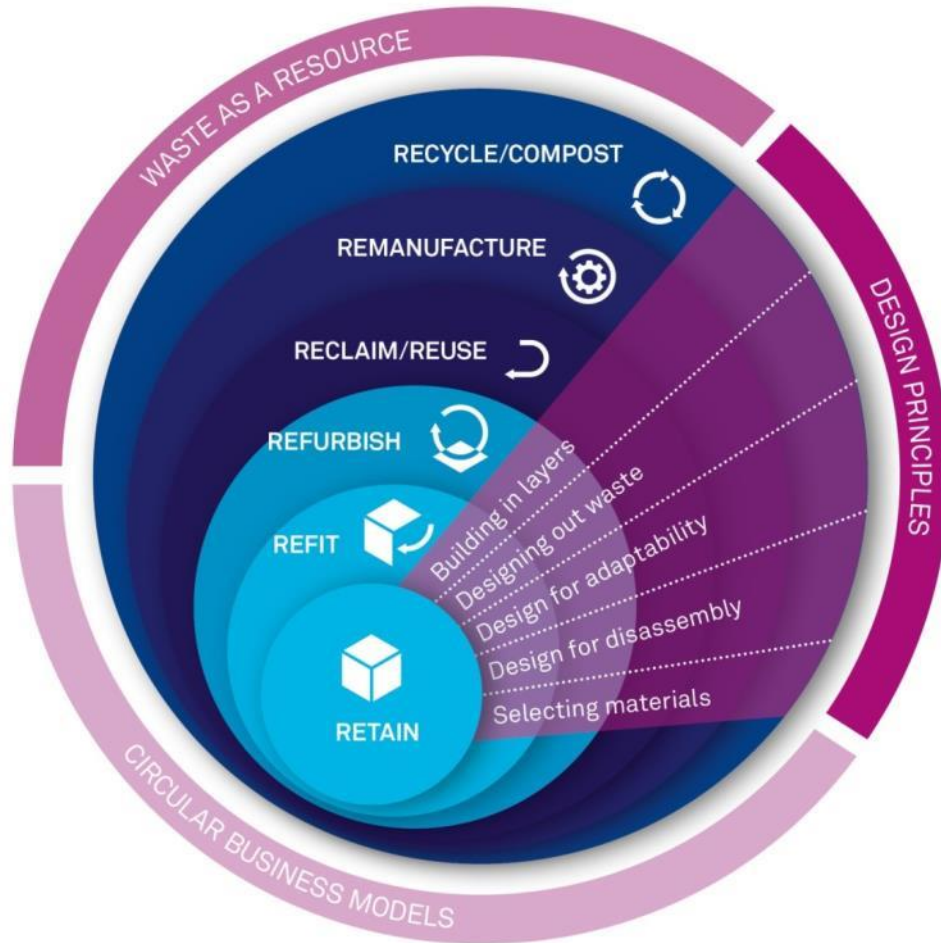 WASTE AS A RESOURCE
RECYCLE/COMPOST
REMANUFACTURE
RECLAIM/REUSE
REFURBISH
REFIT
RETAIN
Building in layers
Designing out waste
Design for adaptability
Design for disassembly
Selecting materials
DESIGN PRINCIPLES
CIRCULAR BUSINESS MODELS